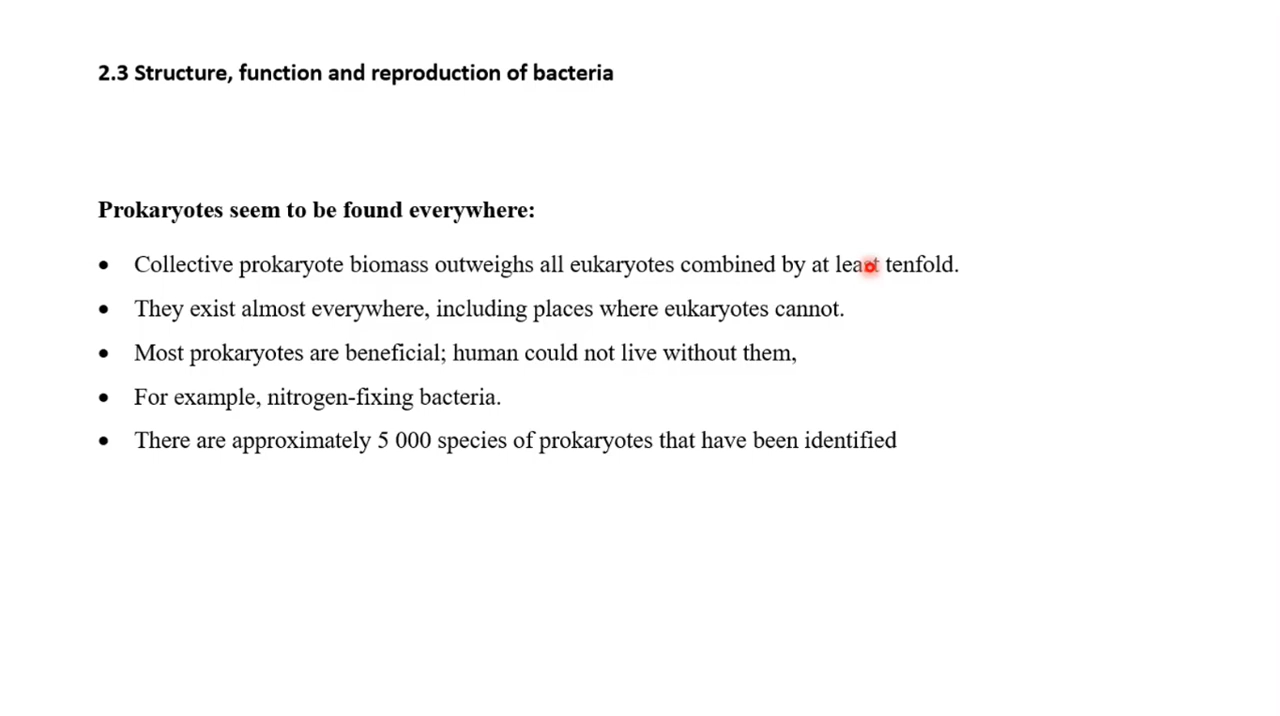 2.3 Structure, function and reproduction of bacteria
Prokaryotes seem to be found everywhere:
• Collective prokaryote biomass outweighs all eukaryotes combined by at least tenfold.
• They exist almost everywhere, including places where eukaryotes cannot.
• Most prokaryotes are beneficial; human could not live without them,
• For example, nitrogen-fixing bacteria.
• There are approximately 5 000 species of prokaryotes that have been identified